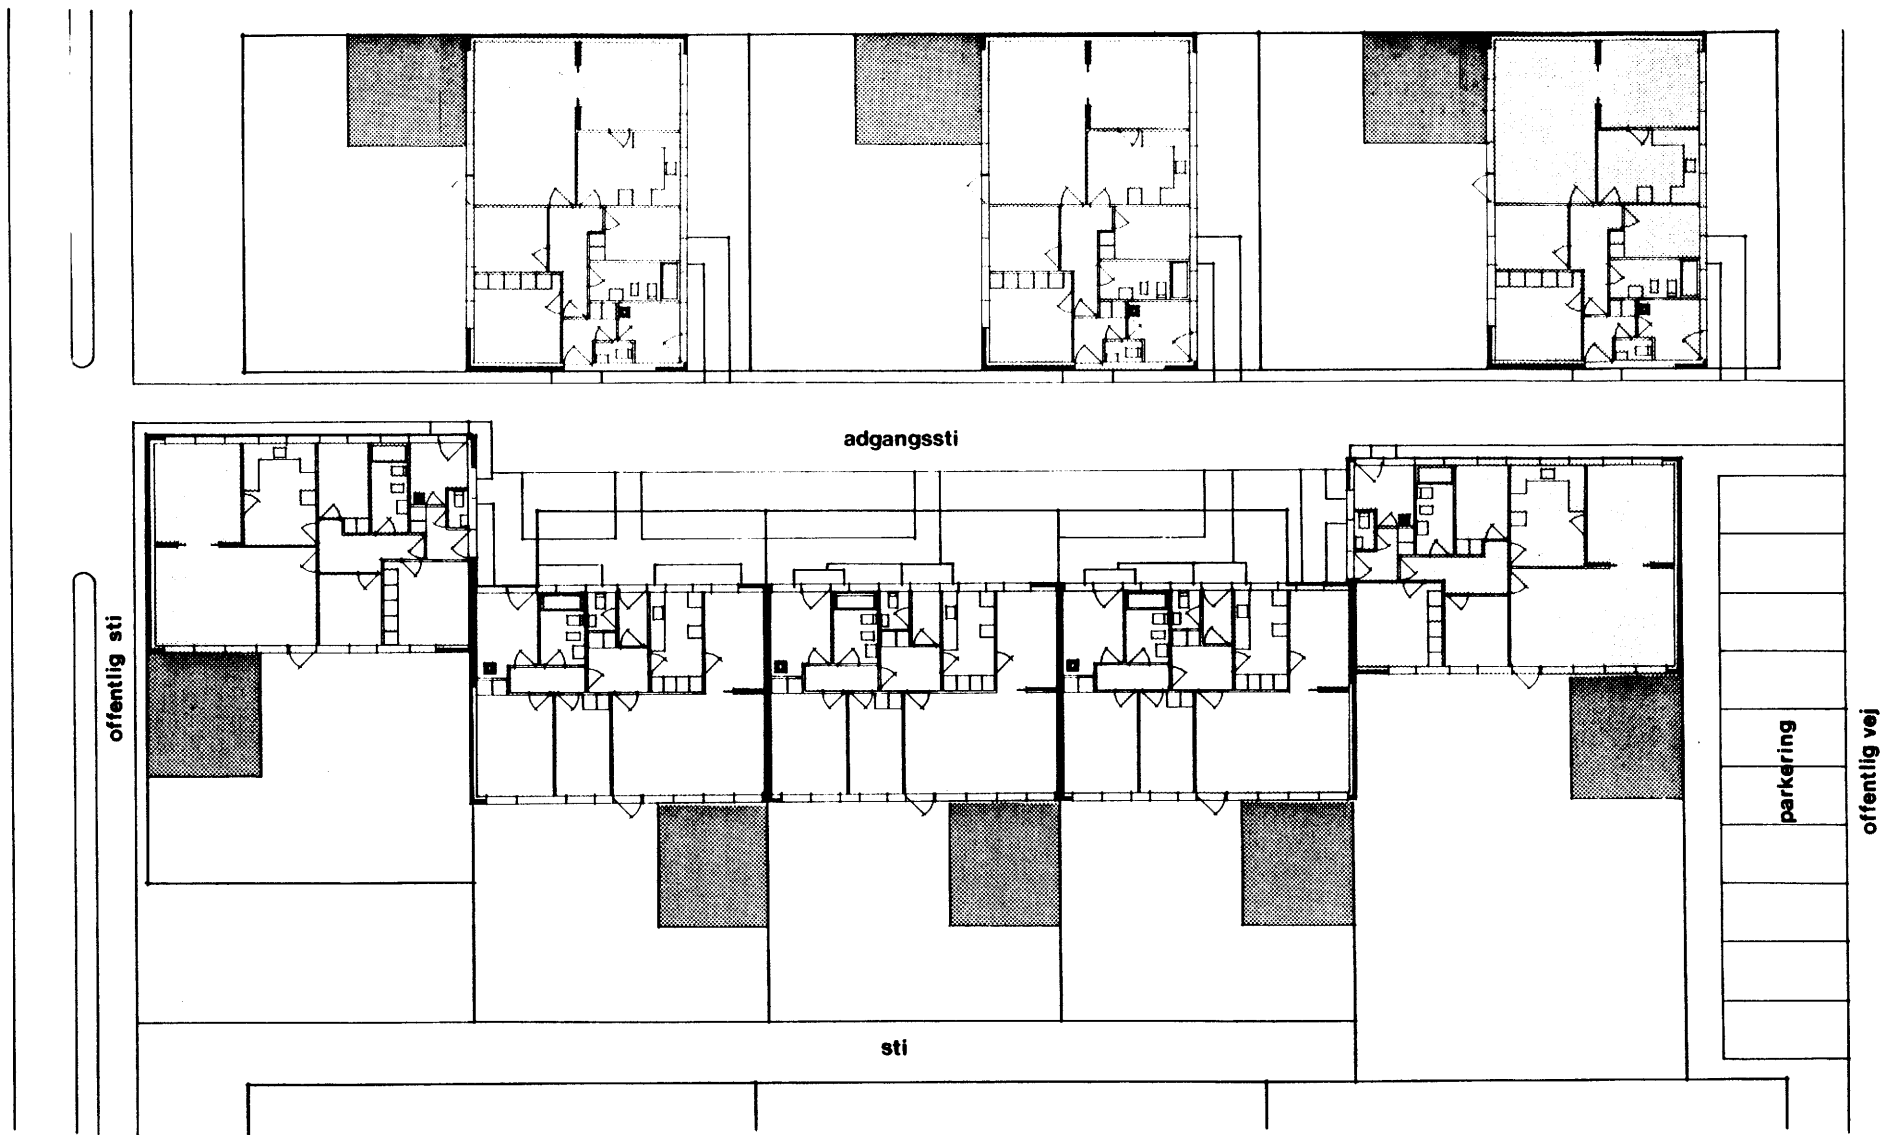 adgangssti
offentlig sti
parkering
offentlig vej
sti